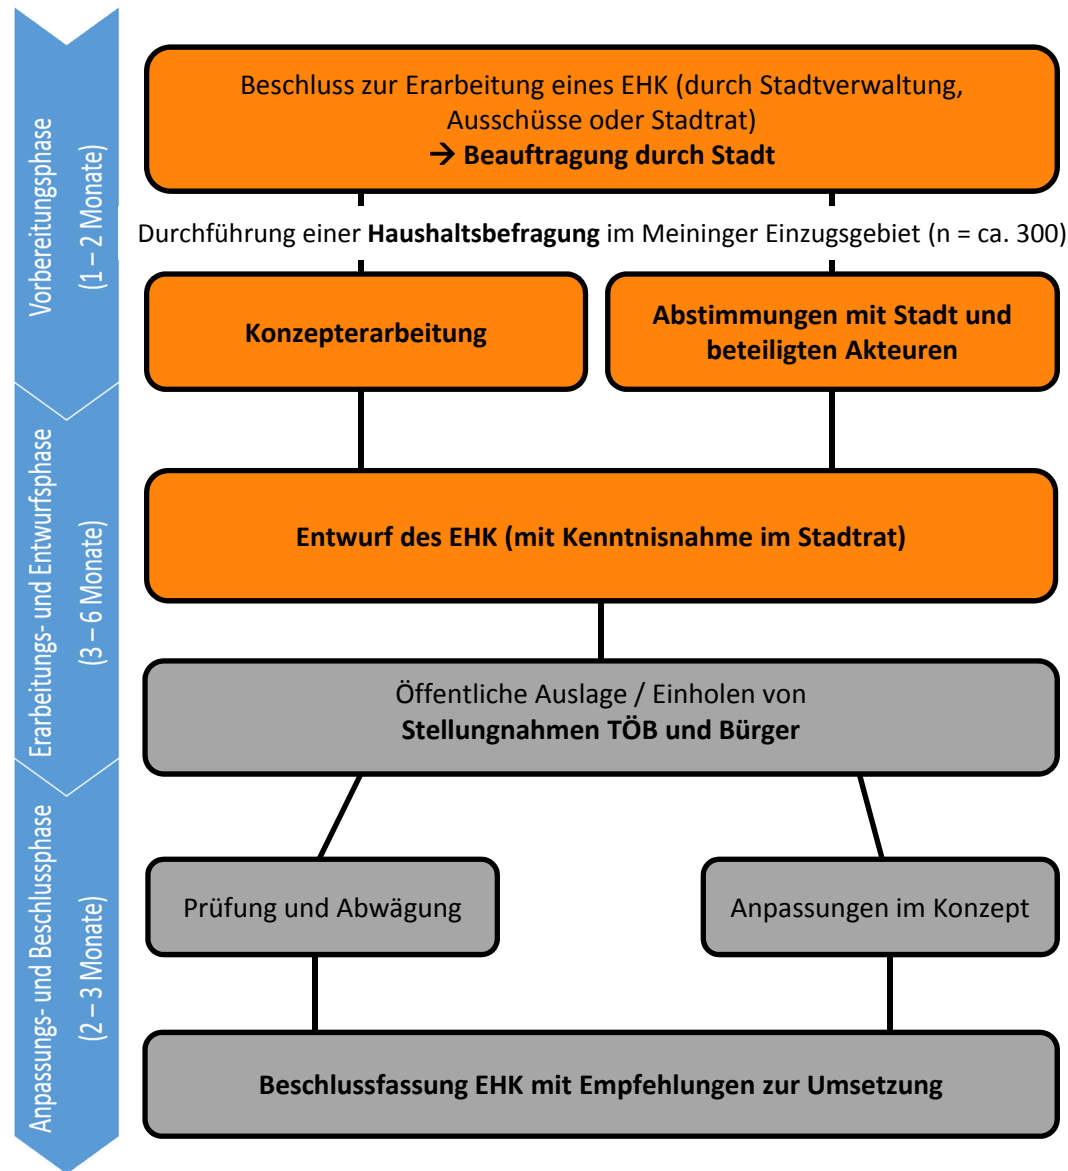 Vorbereitungsphase
(1 – 2 Monate)
Beschluss zur Erarbeitung eines EHK (durch Stadtverwaltung,
Ausschüsse oder Stadtrat)
→ Beauftragung durch Stadt
Durchführung einer Haushaltsbefragung im Meininger Einzugsgebiet (n = ca. 300)
Konzepterarbeitung
Abstimmungen mit Stadt und
beteiligten Akteuren
Erarbeitungs- und Entwurfsphase
(3 – 6 Monate)
Entwurf des EHK (mit Kenntnisnahme im Stadtrat)
Öffentliche Auslage / Einholen von
Stellungnahmen TÖB und Bürger
Anpassungs- und Beschlussphase
(2 – 3 Monate)
Prüfung und Abwägung
Anpassungen im Konzept
Beschlussfassung EHK mit Empfehlungen zur Umsetzung